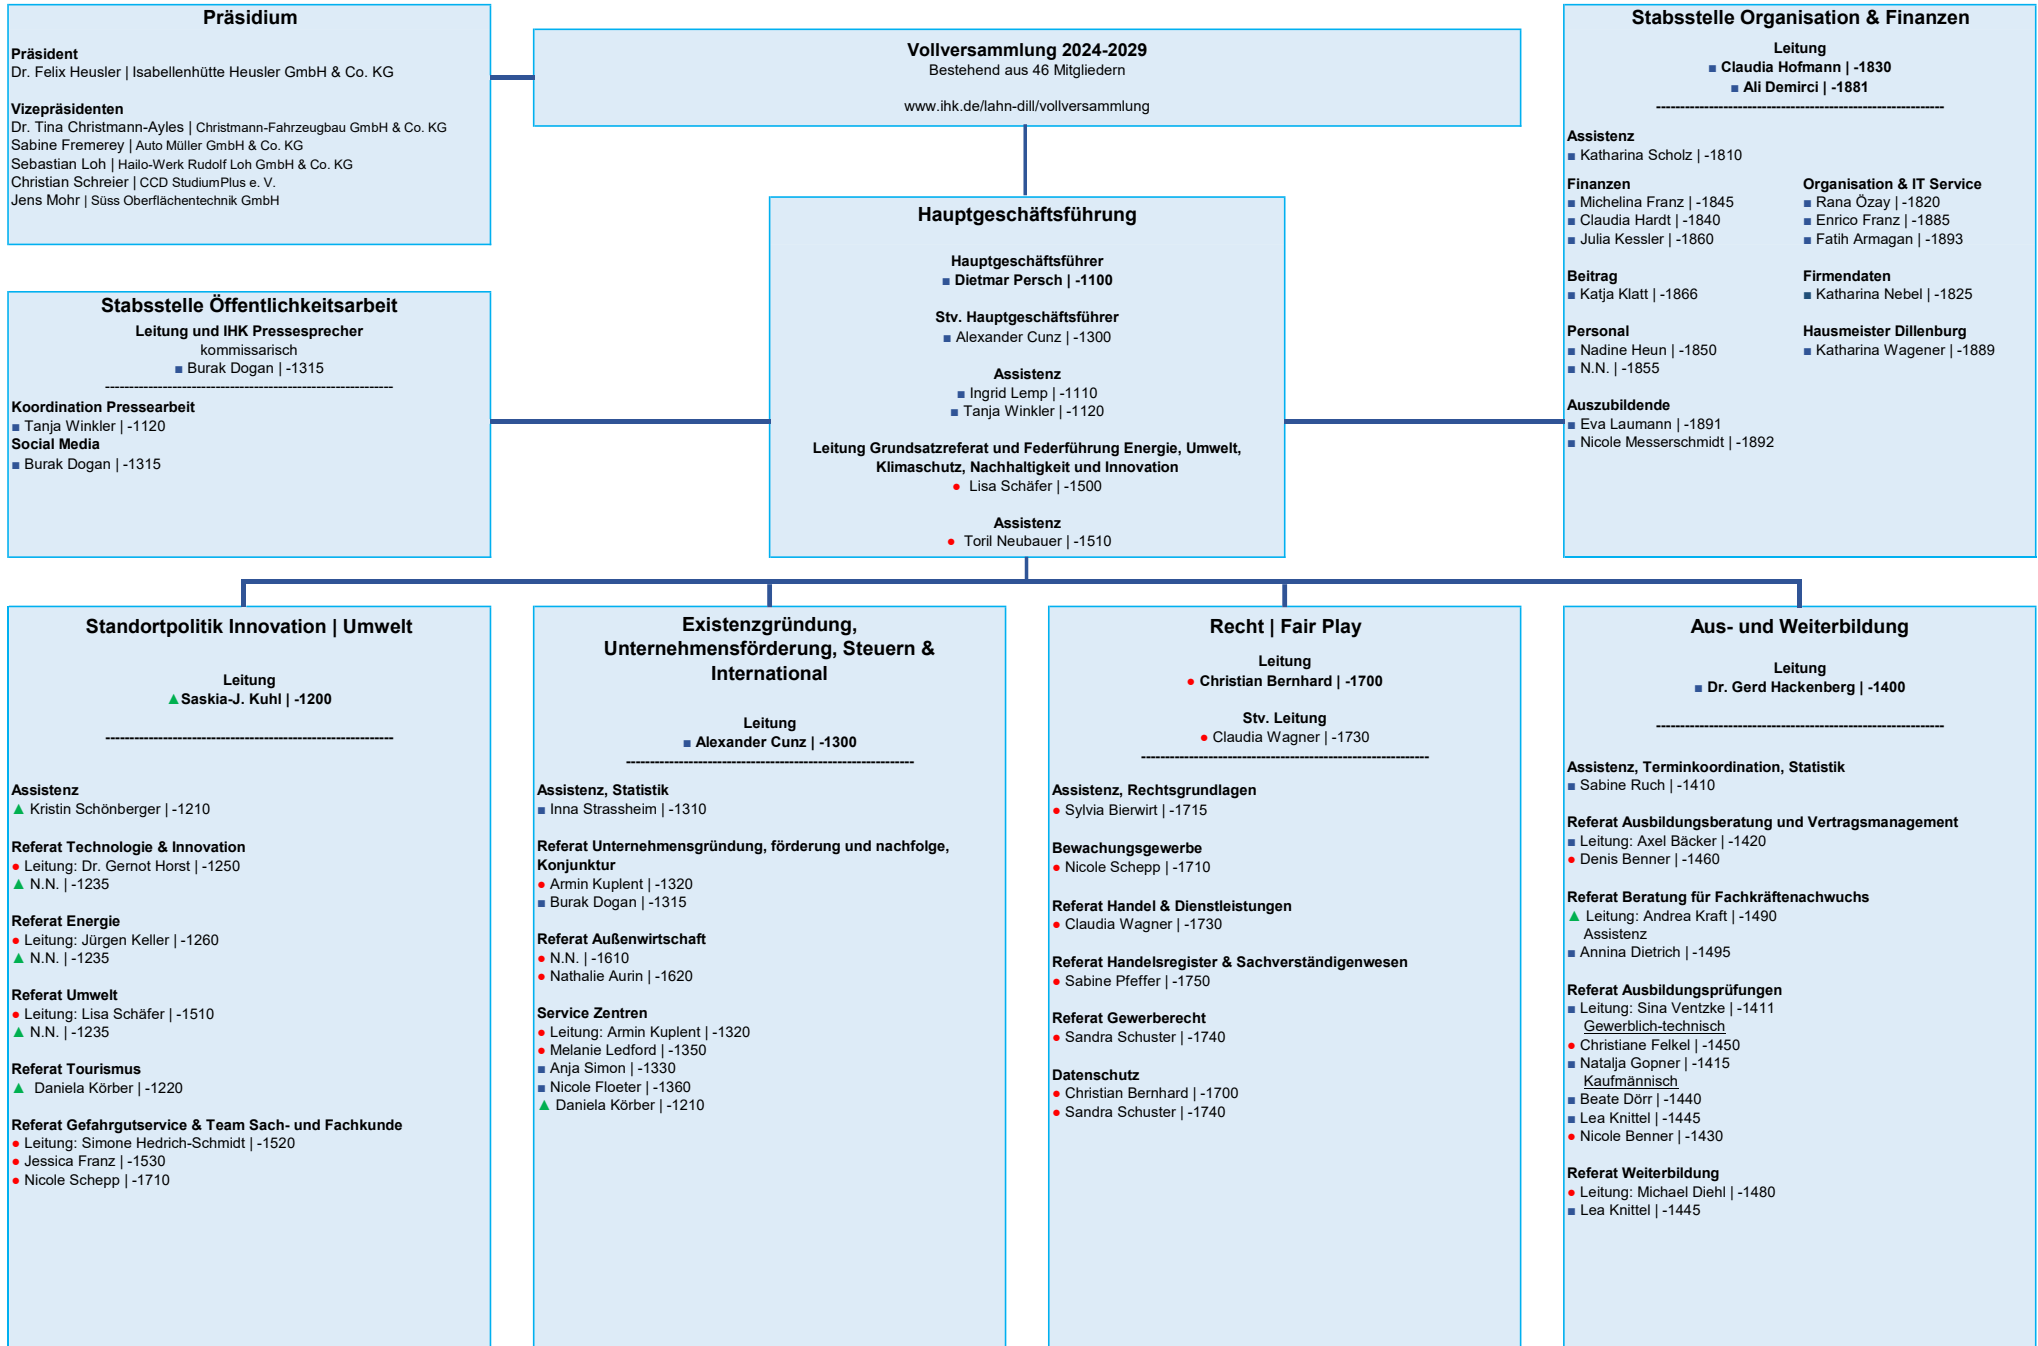 Präsidium
Präsident
Dr. Felix Heusler | Isabellenhütte Heusler GmbH & Co. KG
Vizepräsidenten
Dr. Tina Christmann-Ayles | Christmann-Fahrzeugbau GmbH & Co. KG
Sabine Fremerey | Auto Müller GmbH & Co. KG
Sebastian Loh | Hailo-Werk Rudolf Loh GmbH & Co. KG
Christian Schreier | CCD StudiumPlus e. V.
Jens Mohr | Süss Oberflächentechnik GmbH
Vollversammlung 2024-2029
Bestehend aus 46 Mitgliedern
www.ihk.de/lahn-dill/vollversammlung
Stabsstelle Organisation & Finanzen
Leitung
■ Claudia Hofmann | -1830
■ Ali Demirci | -1881
------------------------------------------------------------
Assistenz
■ Katharina Scholz | -1810
Finanzen
■ Michelina Franz | -1845
■ Claudia Hardt | -1840
■ Julia Kessler | -1860
Organisation & IT Service
■ Rana Özay | -1820
■ Enrico Franz | -1885
■ Fatih Armagan | -1893
Beitrag
■ Katja Klatt | -1866
Firmendaten
■ Katharina Nebel | -1825
Personal
■ Nadine Heun | -1850
■ N.N. | -1855
Hausmeister Dillenburg
■ Katharina Wagener | -1889
Auszubildende
■ Eva Laumann | -1891
■ Nicole Messerschmidt | -1892
Stabsstelle Öffentlichkeitsarbeit
Leitung und IHK Pressesprecher
kommissarisch
■ Burak Dogan | -1315
------------------------------------------------------------
Koordination Pressearbeit
■ Tanja Winkler | -1120
Social Media
■ Burak Dogan | -1315
Hauptgeschäftsführung
Hauptgeschäftsführer
■ Dietmar Persch | -1100
Stv. Hauptgeschäftsführer
■ Alexander Cunz | -1300
Assistenz
■ Ingrid Lemp | -1110
■ Tanja Winkler | -1120
Leitung Grundsatzreferat und Federführung Energie, Umwelt,
Klimaschutz, Nachhaltigkeit und Innovation
● Lisa Schäfer | -1500
Assistenz
● Toril Neubauer | -1510
Standortpolitik Innovation | Umwelt
Leitung
▲ Saskia-J. Kuhl | -1200
------------------------------------------------------------
Assistenz
▲ Kristin Schönberger | -1210
Referat Technologie & Innovation
● Leitung: Dr. Gernot Horst | -1250
▲ N.N. | -1235
Referat Energie
● Leitung: Jürgen Keller | -1260
▲ N.N. | -1235
Referat Umwelt
● Leitung: Lisa Schäfer | -1510
▲ N.N. | -1235
Referat Tourismus
▲ Daniela Körber | -1220
Referat Gefahrgutservice & Team Sach- und Fachkunde
● Leitung: Simone Hedrich-Schmidt | -1520
● Jessica Franz | -1530
● Nicole Schepp | -1710
Existenzgründung,
Unternehmensförderung, Steuern &
International
Leitung
■ Alexander Cunz | -1300
------------------------------------------------------------
Assistenz, Statistik
■ Inna Strassheim | -1310
Referat Unternehmensgründung, förderung und nachfolge,
Konjunktur
● Armin Kuplent | -1320
■ Burak Dogan | -1315
Referat Außenwirtschaft
● N.N. | -1610
● Nathalie Aurin | -1620
Service Zentren
● Leitung: Armin Kuplent | -1320
● Melanie Ledford | -1350
■ Anja Simon | -1330
■ Nicole Floeter | -1360
▲ Daniela Körber | -1210
Recht | Fair Play
Leitung
● Christian Bernhard | -1700
Stv. Leitung
● Claudia Wagner | -1730
------------------------------------------------------------
Assistenz, Rechtsgrundlagen
● Sylvia Bierwirt | -1715
Bewachungsgewerbe
● Nicole Schepp | -1710
Referat Handel & Dienstleistungen
● Claudia Wagner | -1730
Referat Handelsregister & Sachverständigenwesen
● Sabine Pfeffer | -1750
Referat Gewerberecht
● Sandra Schuster | -1740
Datenschutz
● Christian Bernhard | -1700
● Sandra Schuster | -1740
Aus- und Weiterbildung
Leitung
■ Dr. Gerd Hackenberg | -1400
------------------------------------------------------------
Assistenz, Terminkoordination, Statistik
■ Sabine Ruch | -1410
Referat Ausbildungsberatung und Vertragsmanagement
■ Leitung: Axel Bäcker | -1420
● Denis Benner | -1460
Referat Beratung für Fachkräftenachwuchs
▲ Leitung: Andrea Kraft | -1490
Assistenz
■ Annina Dietrich | -1495
Referat Ausbildungsprüfungen
■ Leitung: Sina Ventzke | -1411
Gewerblich-technisch
● Christiane Felkel | -1450
■ Natalja Gopner | -1415
Kaufmännisch
■ Beate Dörr | -1440
■ Lea Knittel | -1445
● Nicole Benner | -1430
Referat Weiterbildung
● Leitung: Michael Diehl | -1480
■ Lea Knittel | -1445